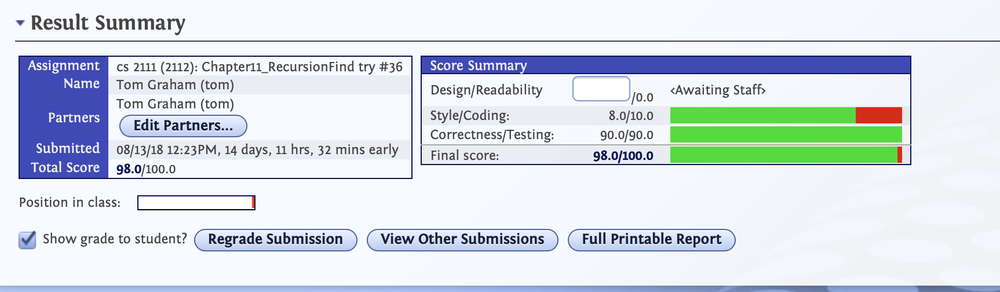 Result Summary
Assignment
cs 2111 (2112): Chapter11_RecursionFind try #36
Name
Tom Graham (tom)
Partners
Tom Graham (tom)
Edit Partners...
Submitted
08/13/18 12:23PM, 14 days, 11 hrs, 32 mins early
Total Score
98.0/100.0
Score Summary
Design/Readability /0.0 <Awaiting Staff>
Style/Coding: 8.0/10.0
Correctness/Testing: 90.0/90.0
Final score: 98.0/100.0
Position in class:
Show grade to student? Regrade Submission View Other Submissions Full Printable Report